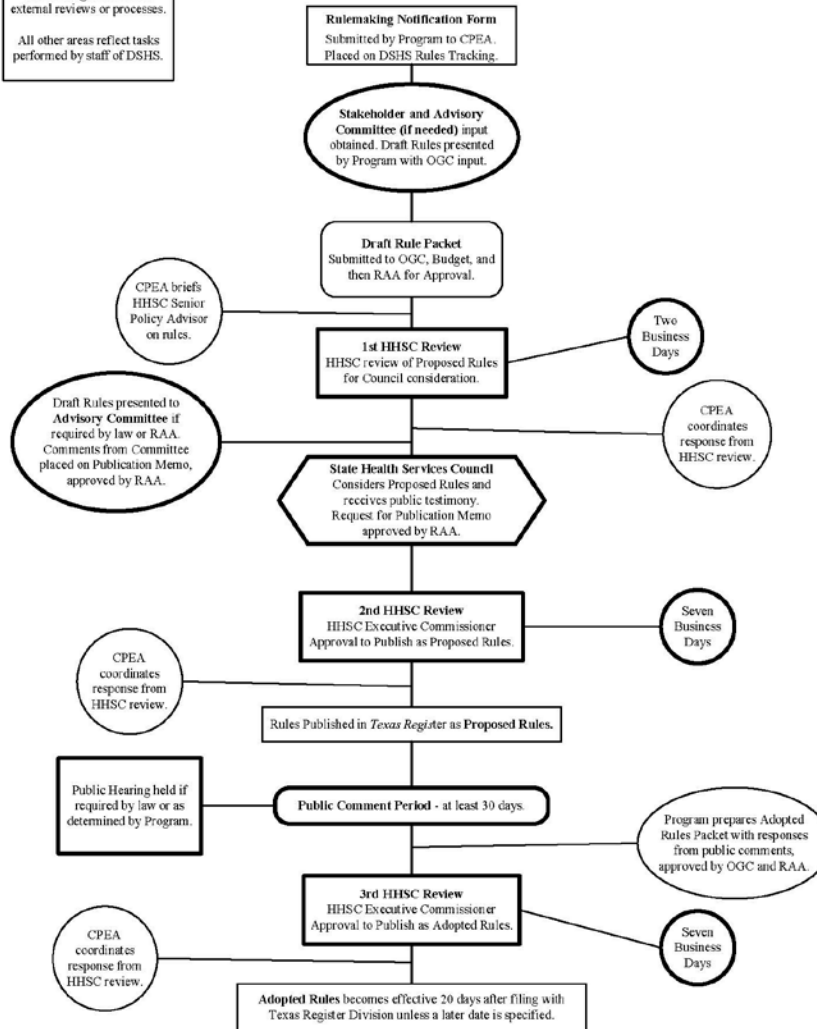 external reviews or processes.
All other areas reflect tasks
performed by staff of DSHS.
Rulemaking Notification Form
Submitted by Program to CPEA.
Placed on DSHS Rules Tracking.
Stakeholder and Advisory
Committee (if needed) input
obtained. Draft Rules presented
by Program with OGC input.
Draft Rule Packet
Submitted to OGC, Budget, and
then RAA for Approval.
CPEA briefs
HHSC Senior
Policy Advisor
on rules.
1st HHSC Review
HHSC review of Proposed Rules
for Council consideration.
Two
Business
Days
Draft Rules presented to
Advisory Committee if
required by law or RAA.
Comments from Committee
placed on Publication Memo,
approved by RAA.
CPEA
coordinates
response from
HHSC review.
State Health Services Council
Considers Proposed Rules and
receives public testimony.
Request for Publication Memo
approved by RAA.
2nd HHSC Review
HHSC Executive Commissioner
Approval to Publish as Proposed Rules.
Seven
Business
Days
CPEA
coordinates
response from
HHSC review.
Rules Published in Texas Register as Proposed Rules.
Public Hearing held if
required by law or as
determined by Program.
Public Comment Period - at least 30 days.
Program prepares Adopted
Rules Packet with responses
from public comments,
approved by OGC and RAA.
3rd HHSC Review
HHSC Executive Commissioner
Approval to Publish as Adopted Rules.
Seven
Business
Days
CPEA
coordinates
response from
HHSC review.
Adopted Rules becomes effective 20 days after filing with
Texas Register Division unless a later date is specified.